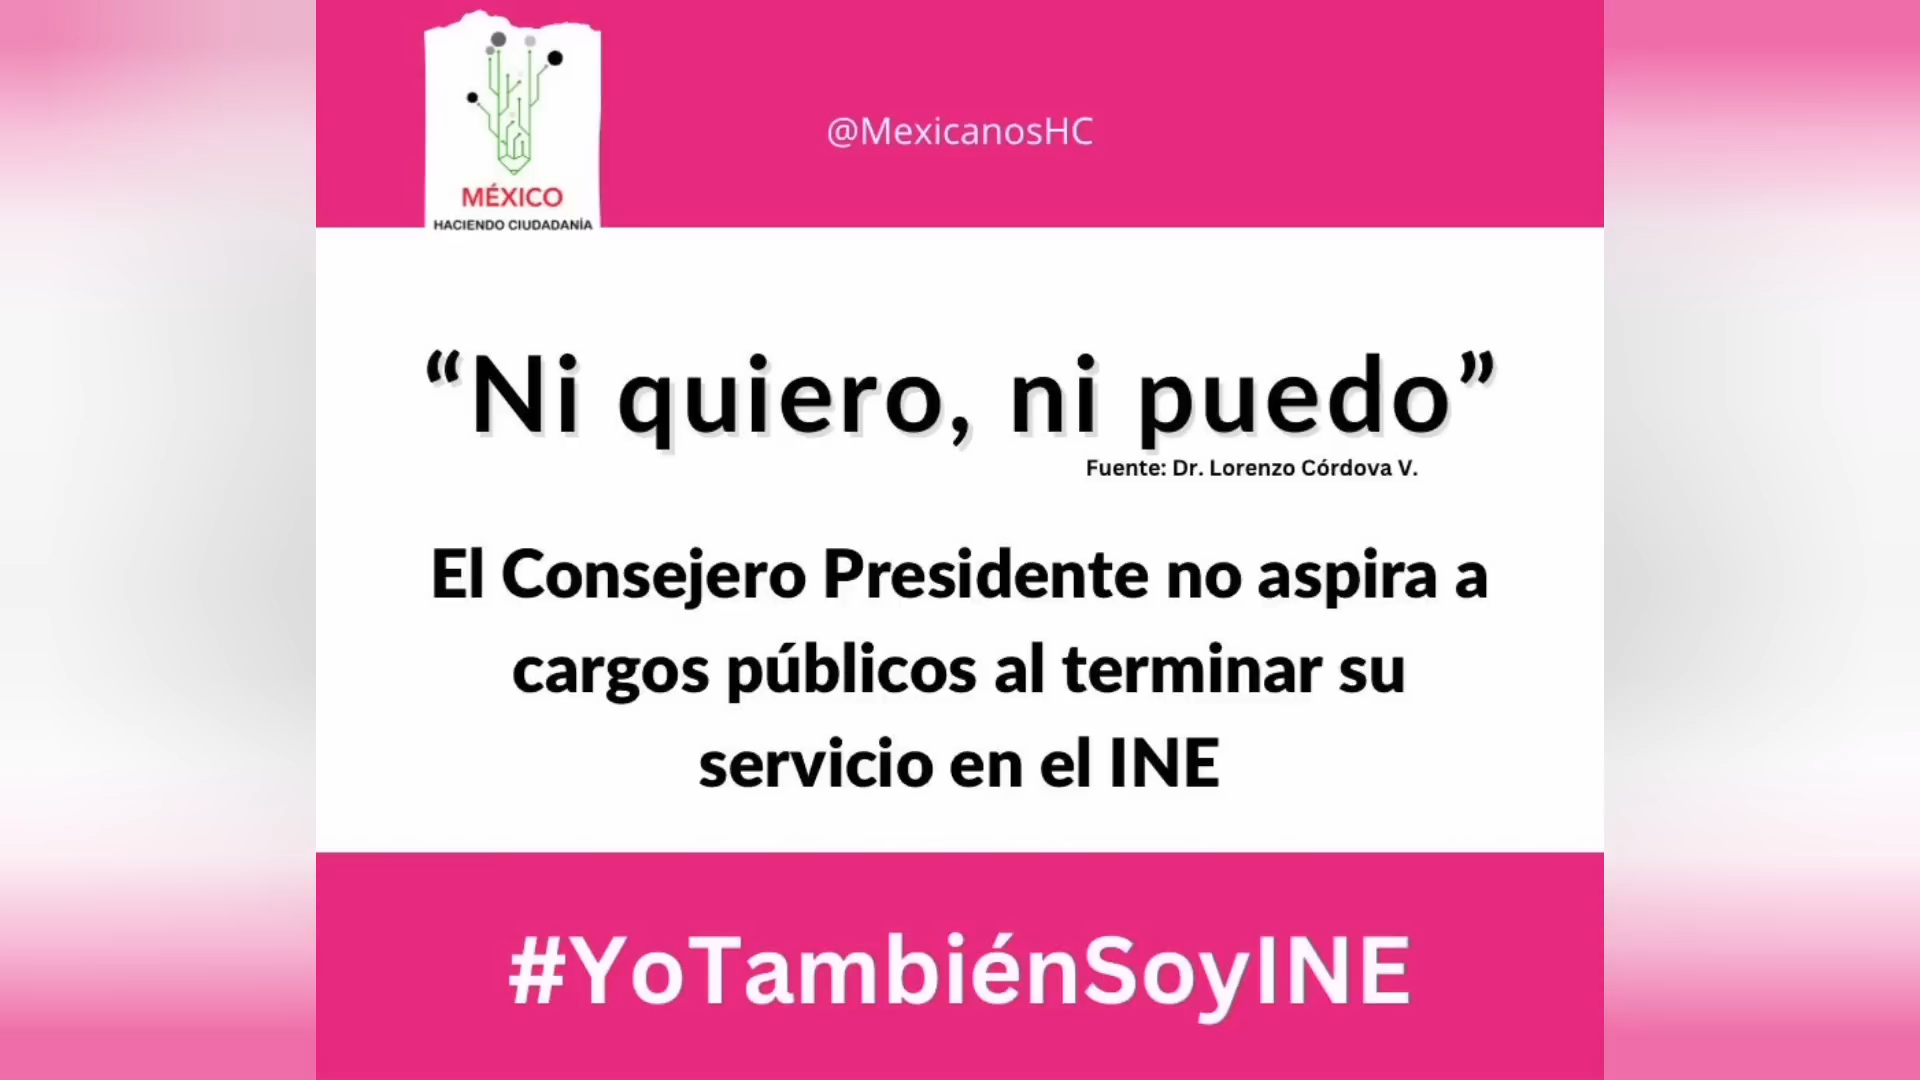 @MexicanosHC
MÉXICO
HACIENDO CIUDADANÍA
“Ni quiero, ni puedo”
Fuente: Dr. Lorenzo Córdova V.
El Consejero Presidente no aspira a
cargos públicos al terminar su
servicio en el INE
#YoTambiénSoyINE